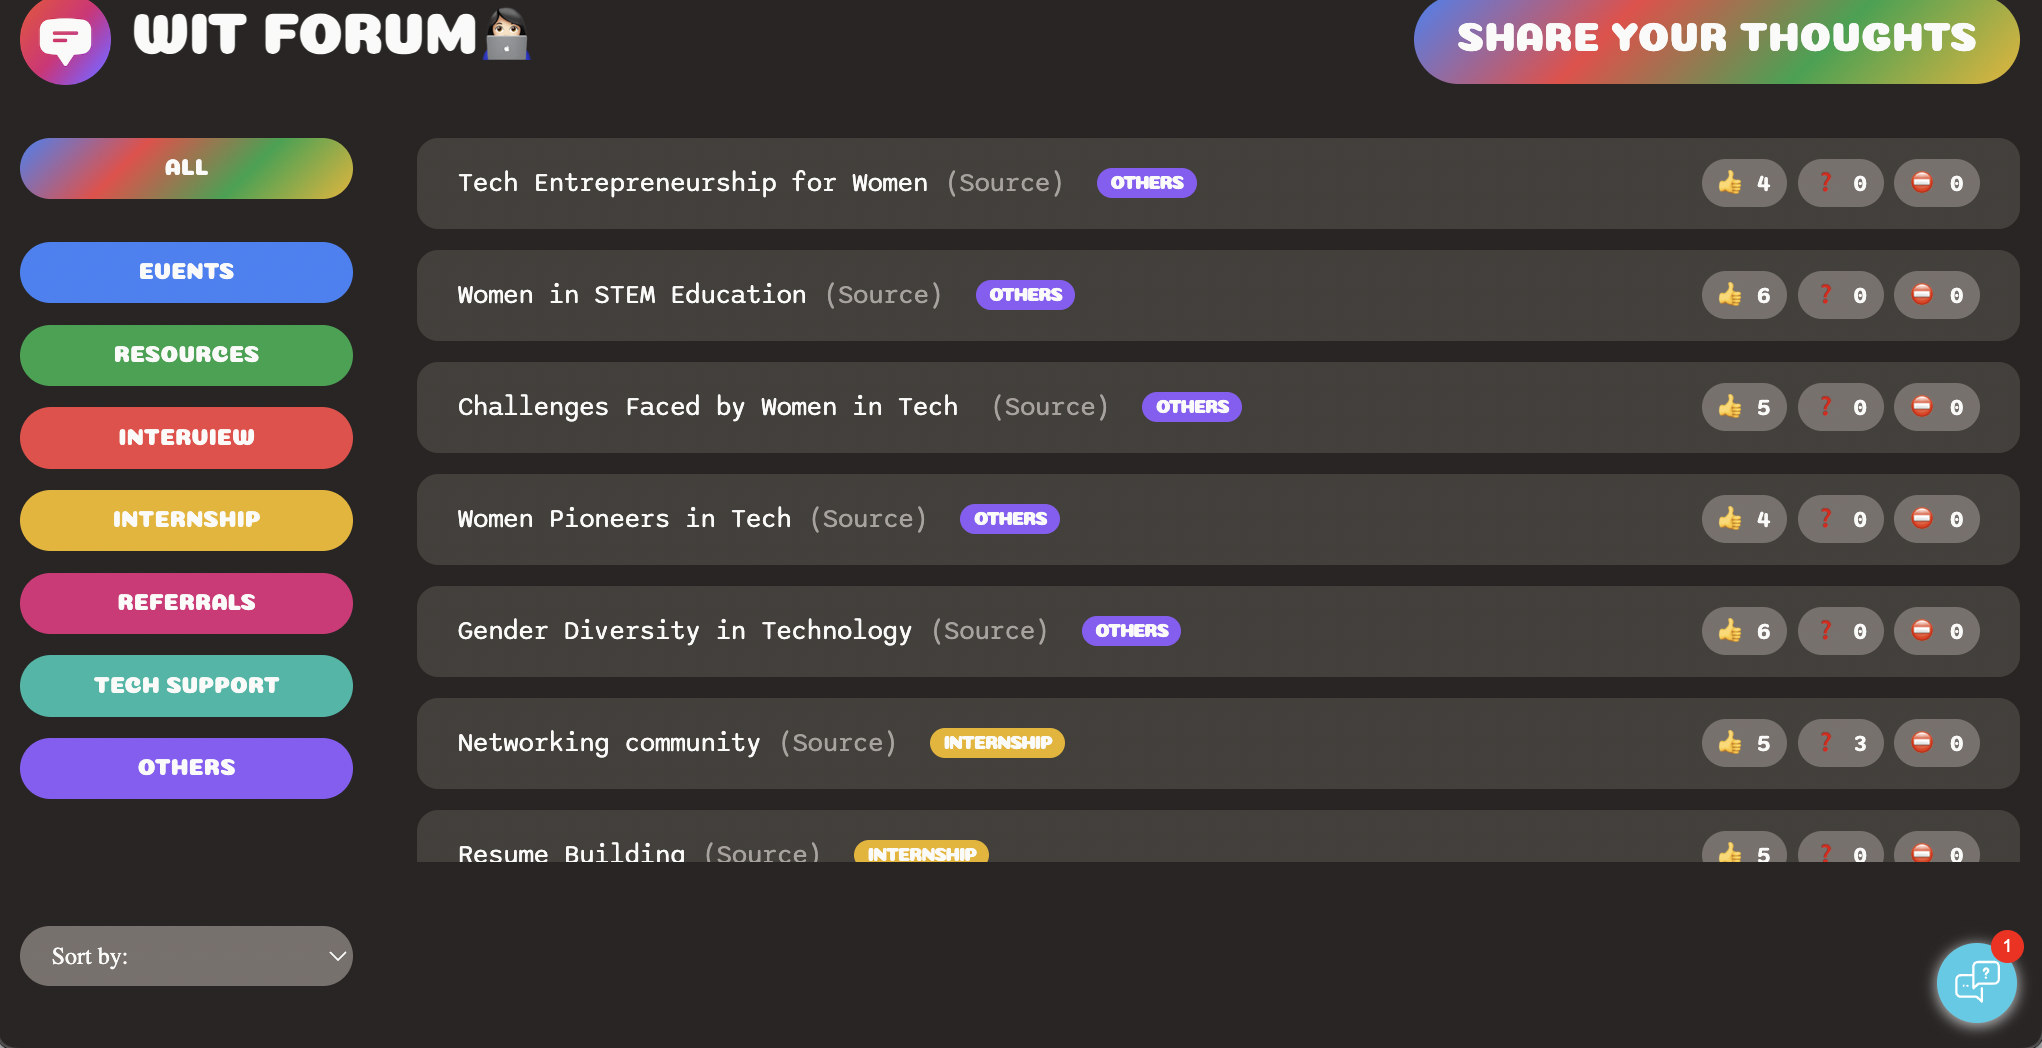 WIT FORUM
SHARE YOUR THOUGHTS
ALL
EVENTS
RESOURCES
INTERVIEW
INTERNSHIP
REFERRALS
TECH SUPPORT
OTHERS
Sort by:
Tech Entrepreneurship for Women (Source) OTHERS 👍 4 ❓ 0 ⛔ 0
Women in STEM Education (Source) OTHERS 👍 6 ❓ 0 ⛔ 0
Challenges Faced by Women in Tech (Source) OTHERS 👍 5 ❓ 0 ⛔ 0
Women Pioneers in Tech (Source) OTHERS 👍 4 ❓ 0 ⛔ 0
Gender Diversity in Technology (Source) OTHERS 👍 6 ❓ 0 ⛔ 0
Networking community (Source) INTERNSHIP 👍 5 ❓ 3 ⛔ 0
Resume Building (Source) INTERNSHIP 👍 5 ❓ 0 ⛔ 0
1
?